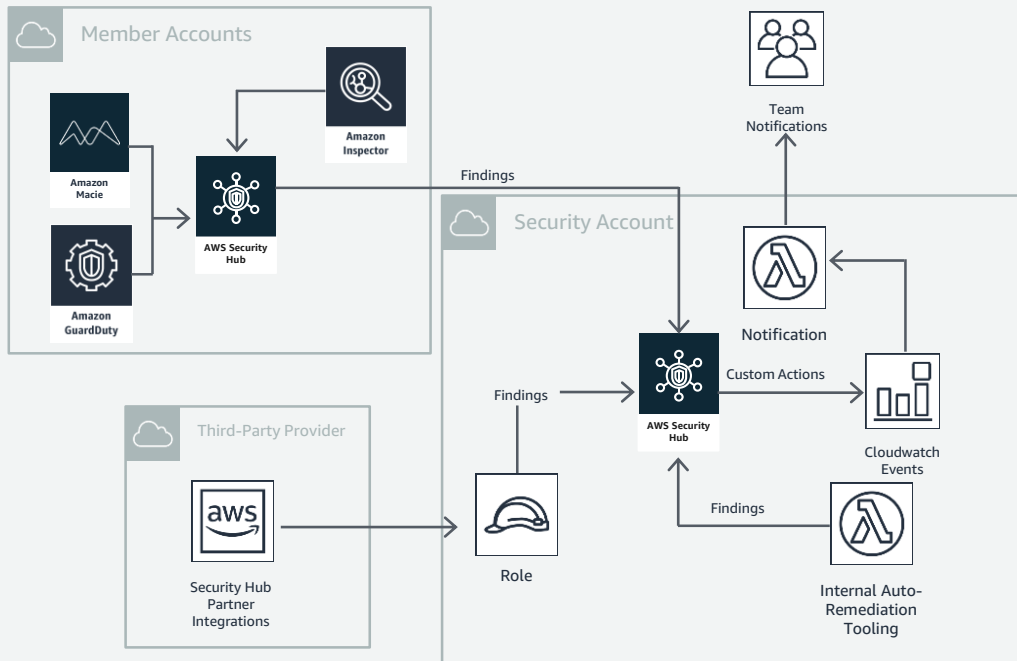 Member Accounts
Amazon
Macie
Amazon
GuardDuty
Amazon
Inspector
AWS Security
Hub
Findings
Team
Notifications
Security Account
Notification
Custom Actions
Cloudwatch
Events
AWS Security
Hub
Findings
Third-Party Provider
aws
Security Hub
Partner
Integrations
Role
Findings
Internal Auto-
Remediation
Tooling